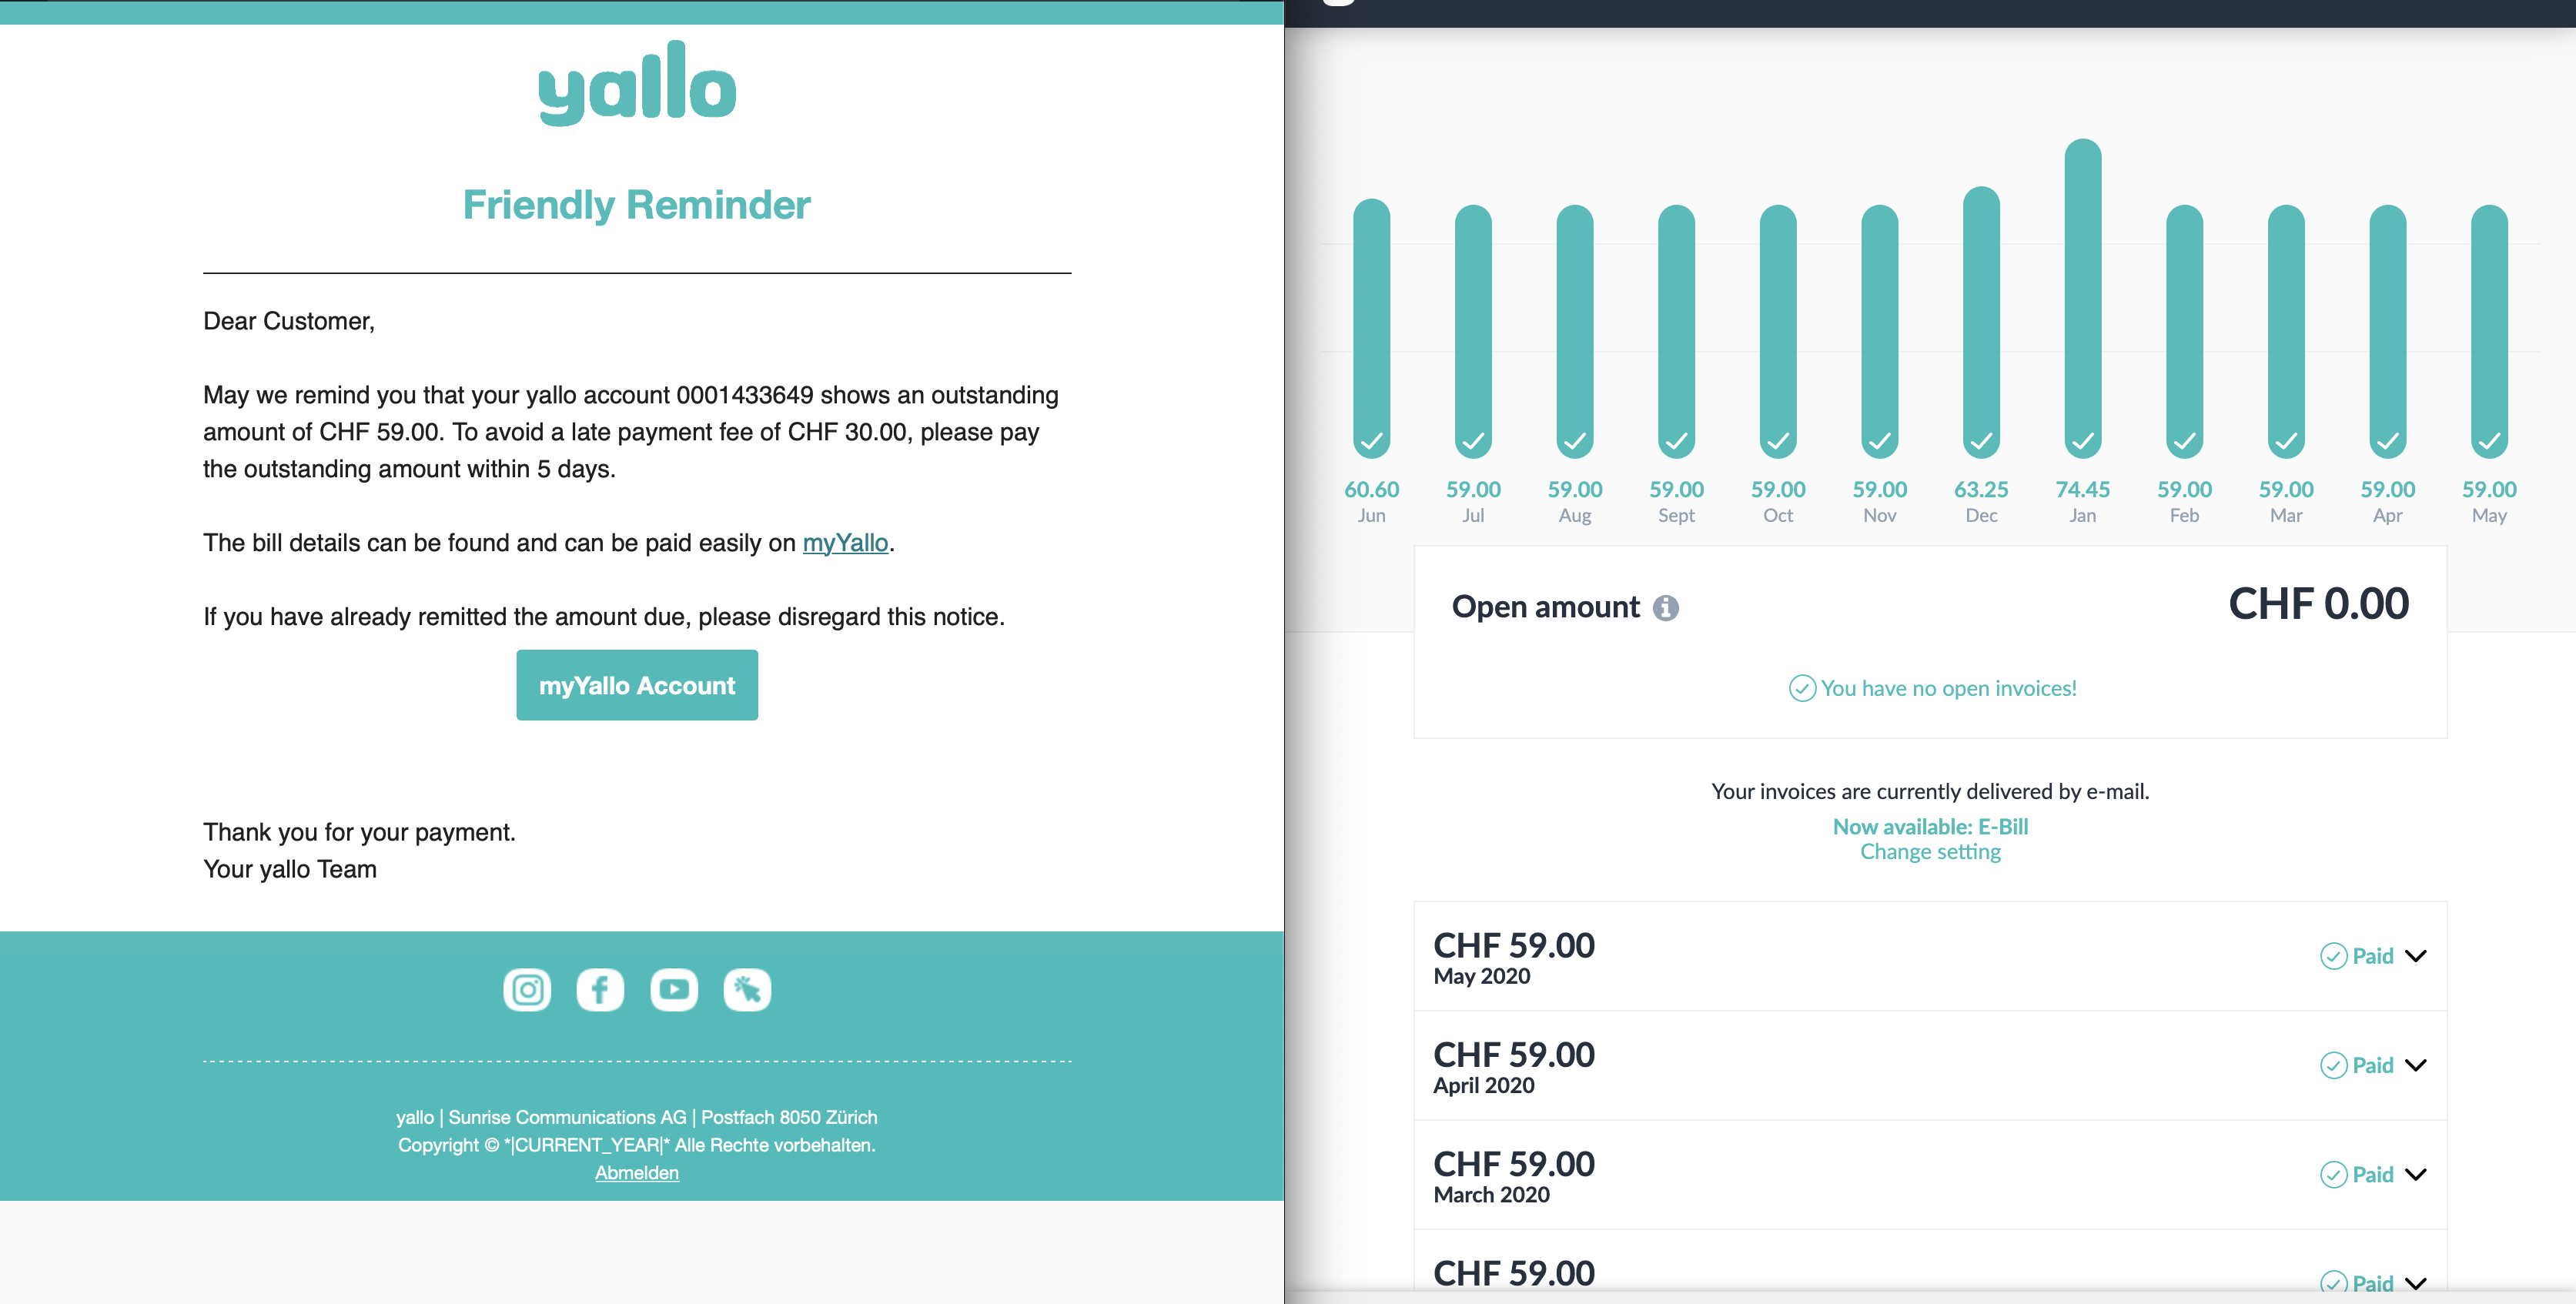 yallo
Friendly Reminder
Dear Customer,
May we remind you that your yallo account 0001433649 shows an outstanding
amount of CHF 59.00. To avoid a late payment fee of CHF 30.00, please pay
the outstanding amount within 5 days.
The bill details can be found and can be paid easily on myYallo.
If you have already remitted the amount due, please disregard this notice.
myYallo Account
Thank you for your payment.
Your yallo Team
yallo | Sunrise Communications AG | Postfach 8050 Zürich
Copyright © *|CURRENT_YEAR|* Alle Rechte vorbehalten.
Abmelden
60.60 59.00 59.00 59.00 59.00 59.00 63.25 74.45 59.00 59.00 59.00 59.00
Jun Jul Aug Sept Oct Nov Dec Jan Feb Mar Apr May
Open amount CHF 0.00
You have no open invoices!
Your invoices are currently delivered by e-mail.
Now available: E-Bill
Change setting
CHF 59.00
May 2020 Paid
CHF 59.00
April 2020 Paid
CHF 59.00
March 2020 Paid
CHF 59.00
Paid